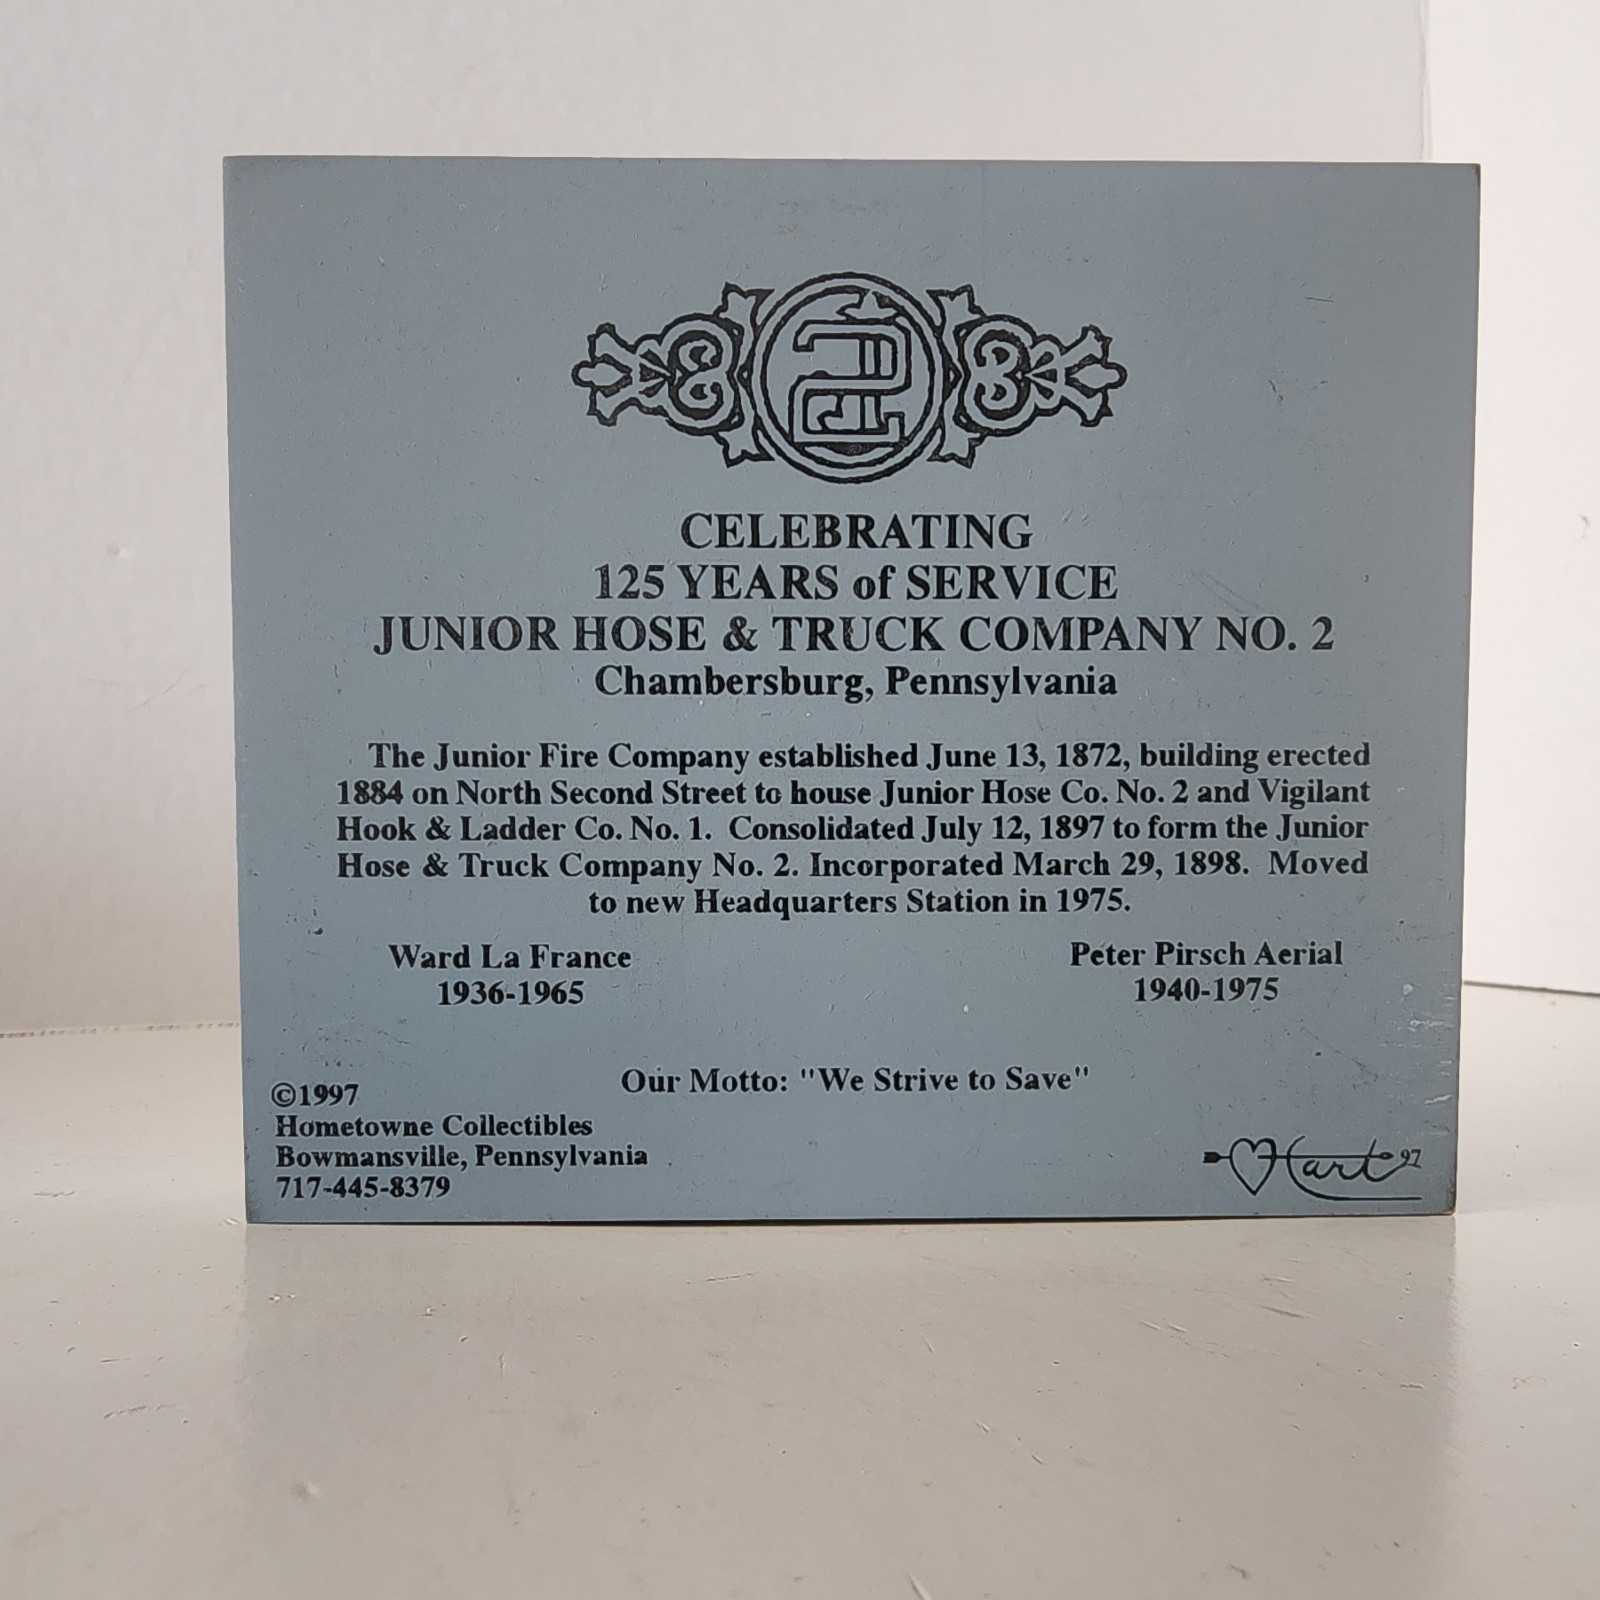 2
CELEBRATING
125 YEARS of SERVICE
JUNIOR HOSE & TRUCK COMPANY NO. 2
Chambersburg, Pennsylvania
The Junior Fire Company established June 13, 1872, building erected
1884 on North Second Street to house Junior Hose Co. No. 2 and Vigilant
Hook & Ladder Co. No. 1. Consolidated July 12, 1897 to form the Junior
Hose & Truck Company No. 2. Incorporated March 29, 1898. Moved
to new Headquarters Station in 1975.
Ward La France
1936-1965
Peter Pirsch Aerial
1940-1975
Our Motto: "We Strive to Save"
©1997
Hometowne Collectibles
Bowmansville, Pennsylvania
717-445-8379
Hart 97